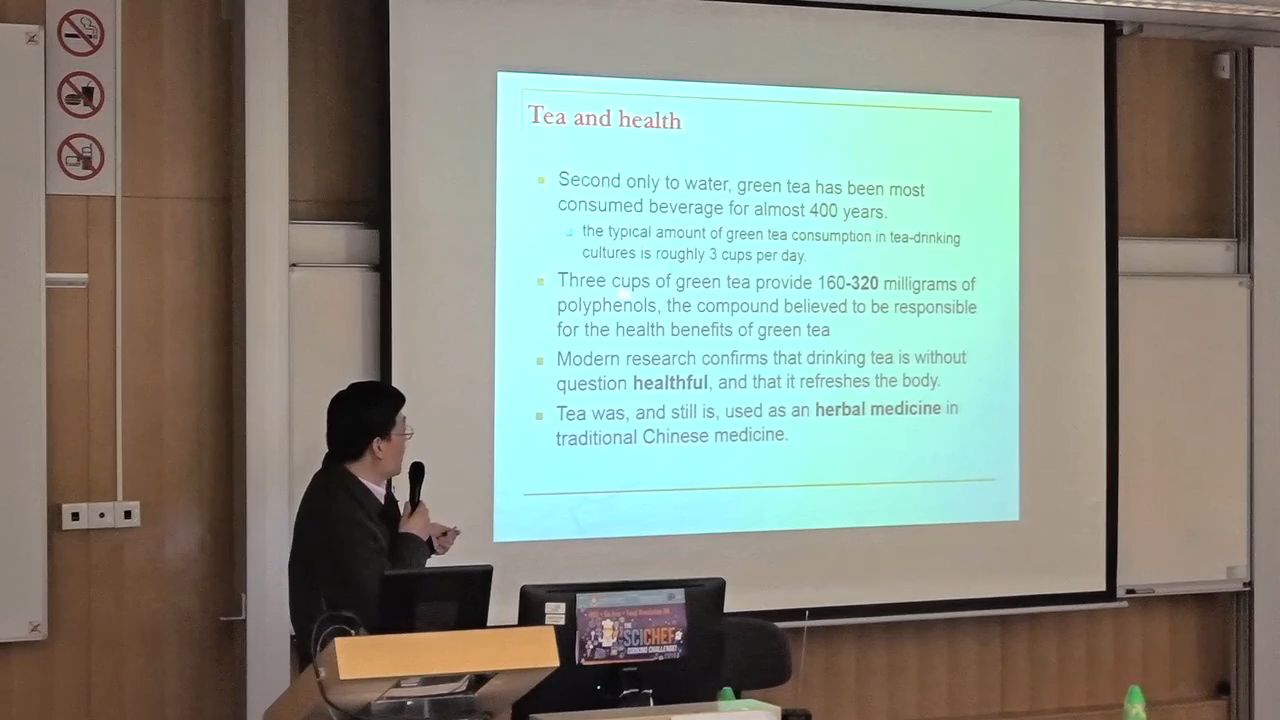 Tea and health
Second only to water, green tea has been most
consumed beverage for almost 400 years.
the typical amount of green tea consumption in tea-drinking
cultures is roughly 3 cups per day.
Three cups of green tea provide 160-320 milligrams of
polyphenols, the compound believed to be responsible
for the health benefits of green tea
Modern research confirms that drinking tea is without
question healthful, and that it refreshes the body.
Tea was, and still is, used as an herbal medicine in
traditional Chinese medicine.
THE
SCICHEF
COOKING CHALLENGE!